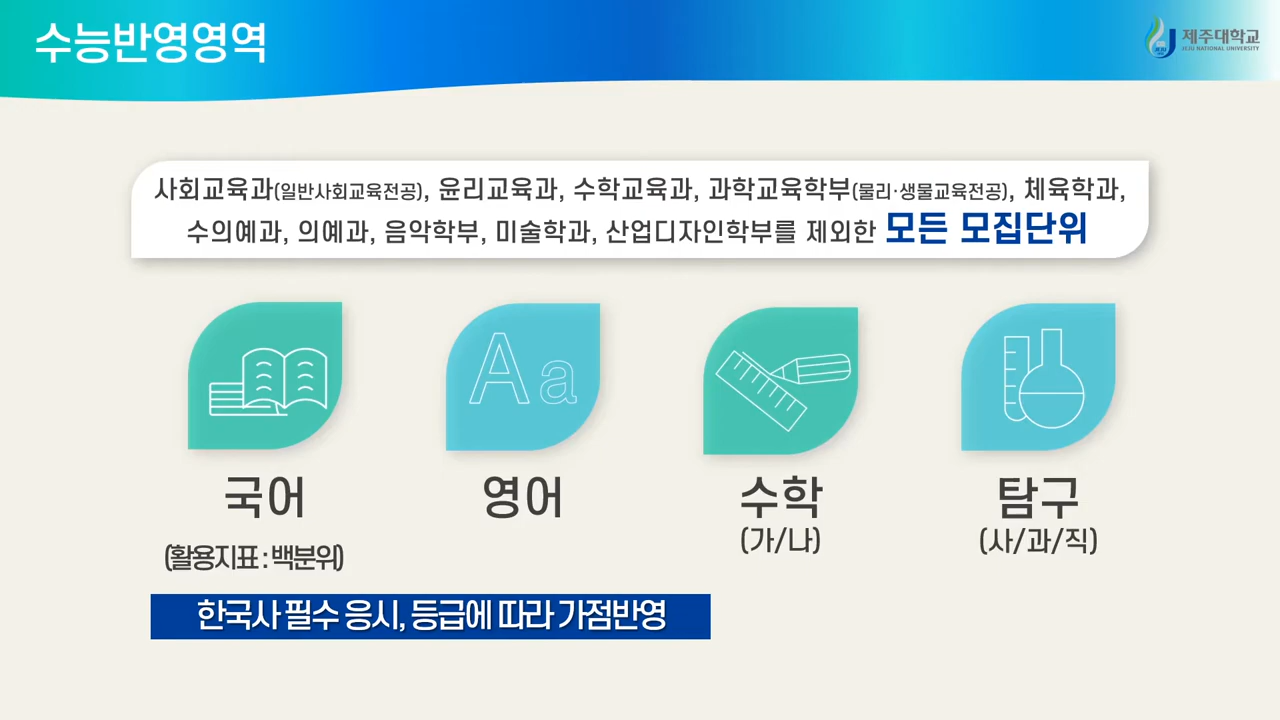 수능반영영역
제주대학교
JEJU NATIONAL UNIVERSITY
JEJU
사회교육과(일반사회교육전공), 윤리교육과, 수학교육과, 과학교육학부(물리·생물교육전공), 체육학과,
수의예과, 의예과, 음악학부, 미술학과, 산업디자인학부를 제외한 모든 모집단위
Aa
국어
영어
수학
탐구
(가/나)
(사/과/직)
(활용지표 : 백분위)
한국사 필수 응시, 등급에 따라 가점반영